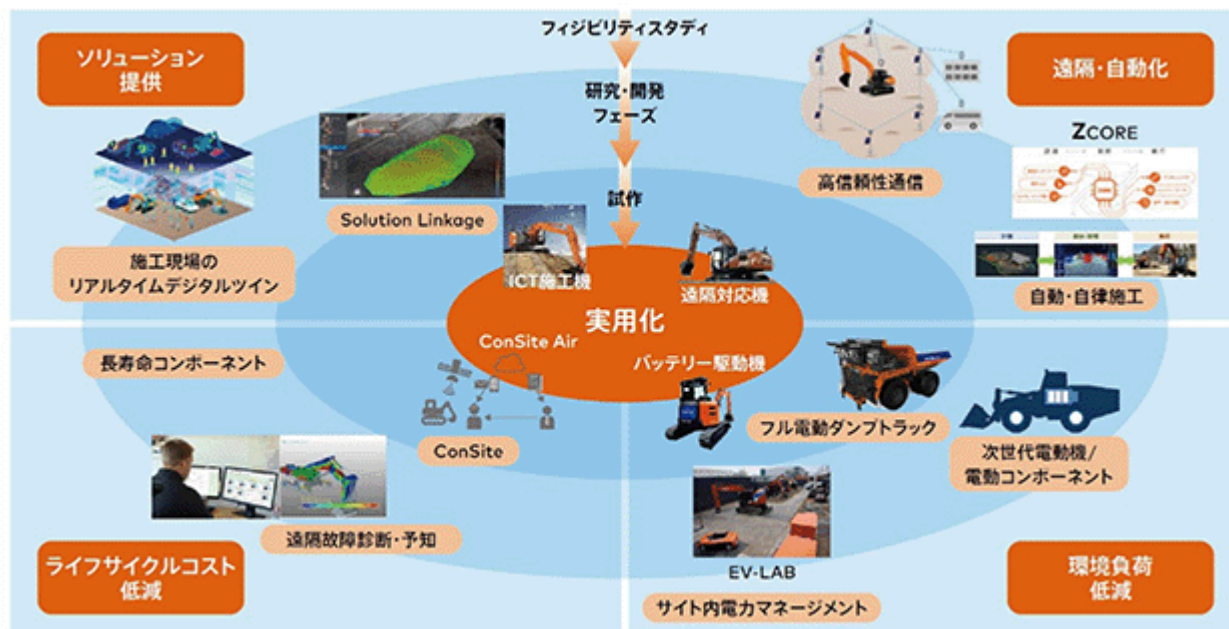 フィジビリティスタディ
研究・開発
フェーズ
試作
実用化
ソリューション
提供
Solution Linkage
施工現場の
リアルタイムデジタルツイン
ICT施工機
遠隔・自動化
高信頼性通信
ZCORE
自動・自律施工
遠隔対応機
長寿命コンポーネント
ConSite Air
ConSite
遠隔故障診断・予知
ライフサイクルコスト
低減
バッテリー駆動機
フル電動ダンプトラック
次世代電動機/
電動コンポーネント
EV-LAB
サイト内電力マネージメント
環境負荷
低減